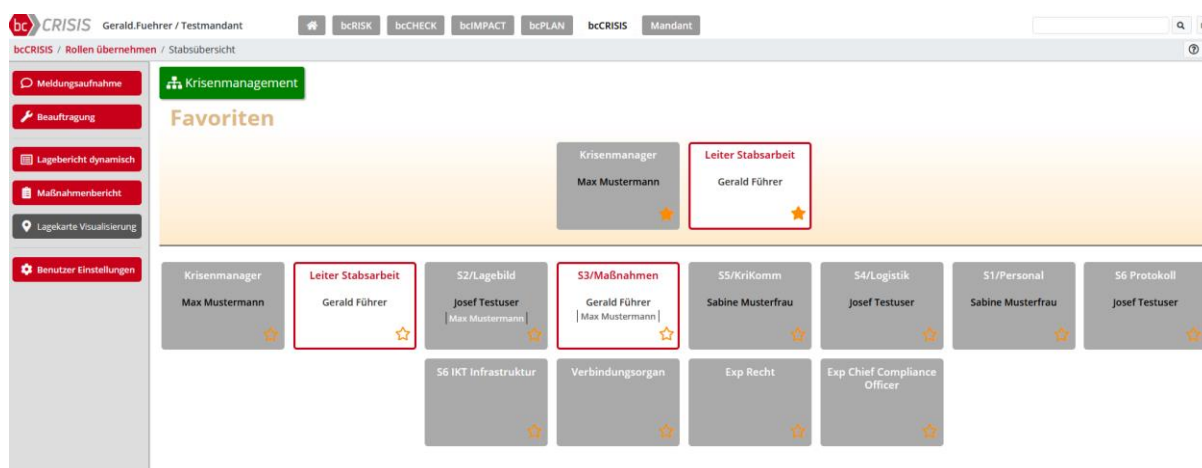 bc CRISIS Gerald.Fuehrer / Testmandant bcRISK bcCHECK bcIMPACT bcPLAN bcCRISIS Mandant
bcCRISIS / Rollen übernehmen / Stabsübersicht
Meldungsaufnahme
Beauftragung
Lagebericht dynamisch
Maßnahmenbericht
Lagekarte Visualisierung
Benutzer Einstellungen
Krisenmanagement
Favoriten
Krisenmanager Leiter Stabsarbeit
Max Mustermann Gerald Führer
Krisenmanager Leiter Stabsarbeit S2/Lagebild S3/Maßnahmen S5/KriKomm S4/Logistik S1/Personal S6 Protokoll
Max Mustermann Gerald Führer Josef Testuser Gerald Führer Sabine Musterfrau Josef Testuser Sabine Musterfrau Josef Testuser
|Max Mustermann| |Max Mustermann|
S6 IKT Infrastruktur Verbindungsorgan Exp Recht Exp Chief Compliance
Officer